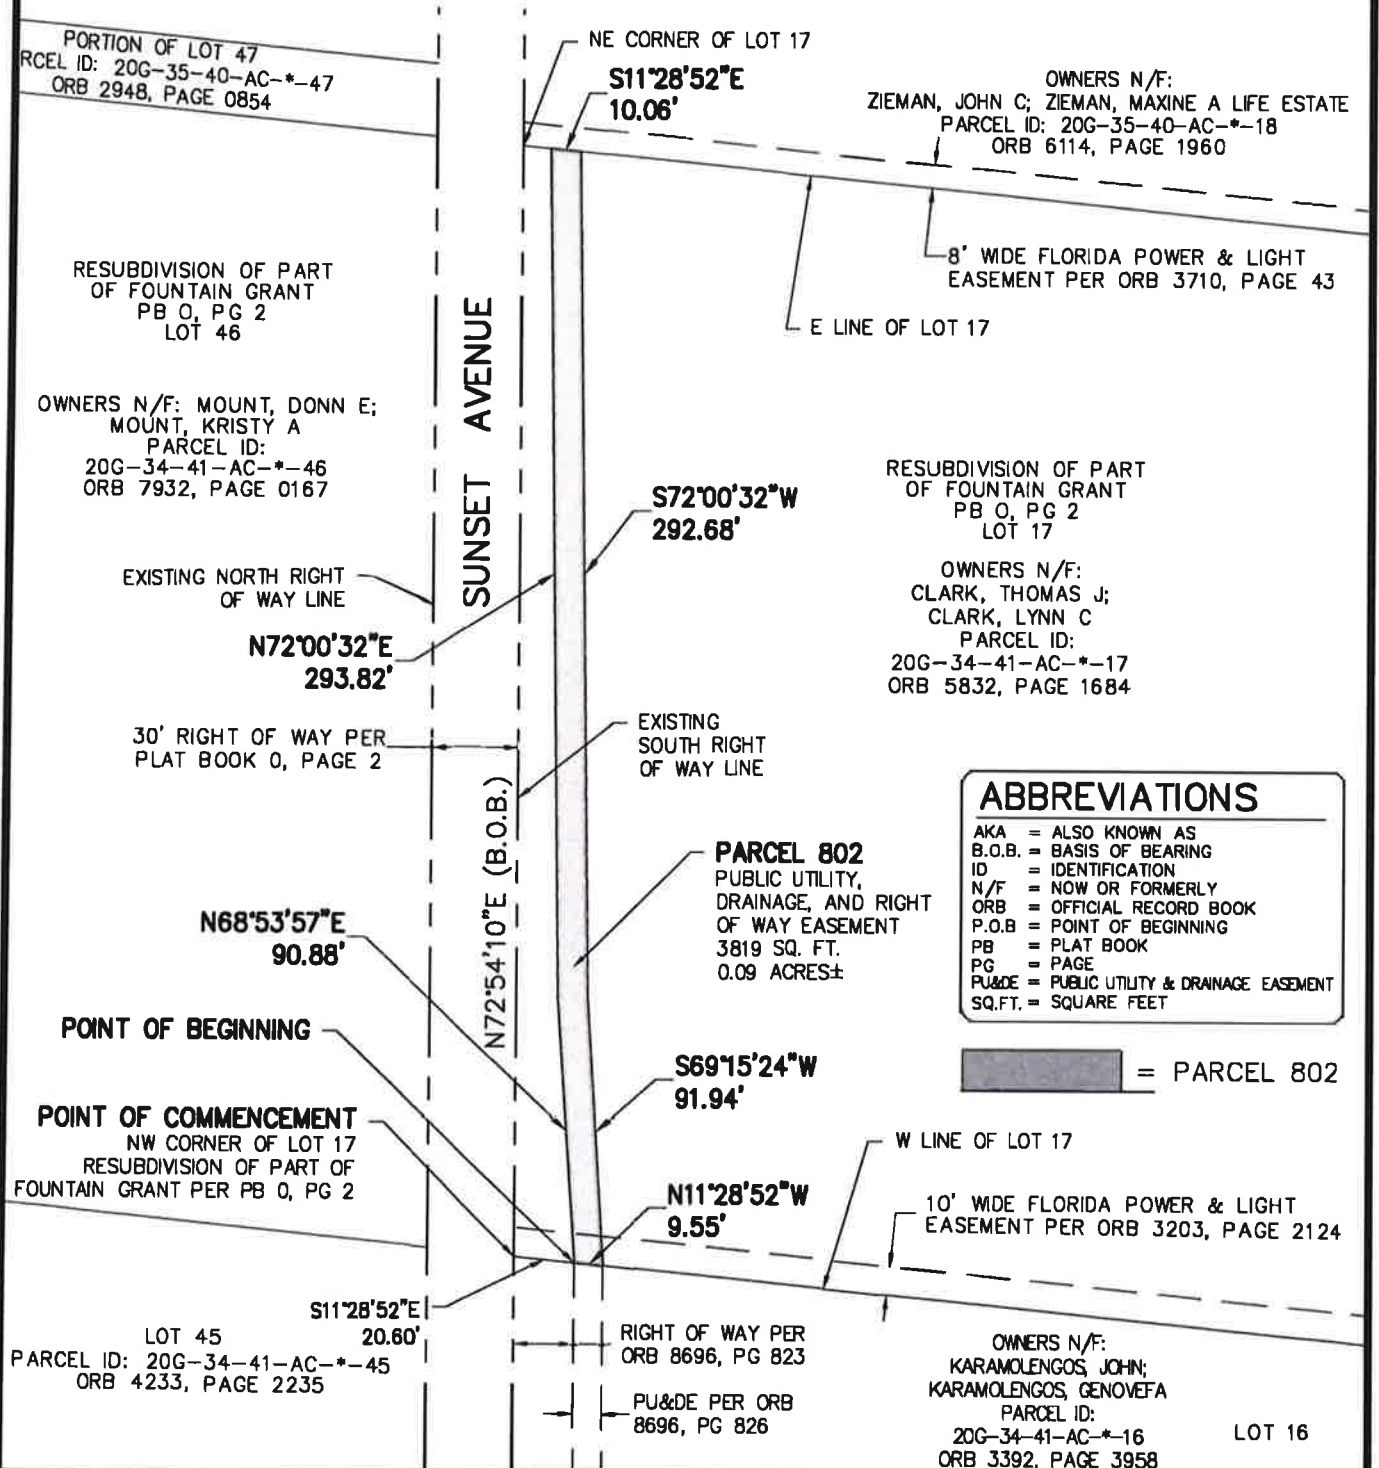 PORTION OF LOT 47
RCEL ID: 20G-35-40-AC-*-47
ORB 2948, PAGE 0854
NE CORNER OF LOT 17
S11°28'52"E
10.06'
OWNERS N/F:
ZIEMAN, JOHN C; ZIEMAN, MAXINE A LIFE ESTATE
PARCEL ID: 20G-35-40-AC-*-18
ORB 6114, PAGE 1960
8' WIDE FLORIDA POWER & LIGHT
EASEMENT PER ORB 3710, PAGE 43
E LINE OF LOT 17
RESUBDIVISION OF PART
OF FOUNTAIN GRANT
PB O, PG 2
LOT 46
OWNERS N/F: MOUNT, DONN E;
MOUNT, KRISTY A
PARCEL ID:
20G-34-41-AC-*-46
ORB 7932, PAGE 0167
SUNSET AVENUE
S72°00'32"W
292.68'
RESUBDIVISION OF PART
OF FOUNTAIN GRANT
PB O, PG 2
LOT 17
OWNERS N/F:
CLARK, THOMAS J;
CLARK, LYNN C
PARCEL ID:
20G-34-41-AC-*-17
ORB 5832, PAGE 1684
EXISTING NORTH RIGHT
OF WAY LINE
N72°00'32"E
293.82'
30' RIGHT OF WAY PER
PLAT BOOK O, PAGE 2
EXISTING
SOUTH RIGHT
OF WAY LINE
N72°54'10"E (B.O.B.)
PARCEL 802
PUBLIC UTILITY,
DRAINAGE, AND RIGHT
OF WAY EASEMENT
3819 SQ. FT.
0.09 ACRES±
ABBREVIATIONS
AKA = ALSO KNOWN AS
B.O.B. = BASIS OF BEARING
ID = IDENTIFICATION
N/F = NOW OR FORMERLY
ORB = OFFICIAL RECORD BOOK
P.O.B = POINT OF BEGINNING
PB = PLAT BOOK
PG = PAGE
PU&DE = PUBLIC UTILITY & DRAINAGE EASEMENT
SQ.FT. = SQUARE FEET
= PARCEL 802
N68°53'57"E
90.88'
POINT OF BEGINNING
S69°15'24"W
91.94'
POINT OF COMMENCEMENT
NW CORNER OF LOT 17
RESUBDIVISION OF PART OF
FOUNTAIN GRANT PER PB O, PG 2
W LINE OF LOT 17
N11°28'52"W
9.55'
10' WIDE FLORIDA POWER & LIGHT
EASEMENT PER ORB 3203, PAGE 2124
S11°28'52"E
20.60'
LOT 45
PARCEL ID: 20G-34-41-AC-*-45
ORB 4233, PAGE 2235
RIGHT OF WAY PER
ORB 8696, PG 823
PU&DE PER ORB
8696, PG 826
OWNERS N/F:
KARAMOLENGOS, JOHN;
KARAMOLENGOS, GENOVEFA
PARCEL ID:
20G-34-41-AC-*-16
ORB 3392, PAGE 3958
LOT 16